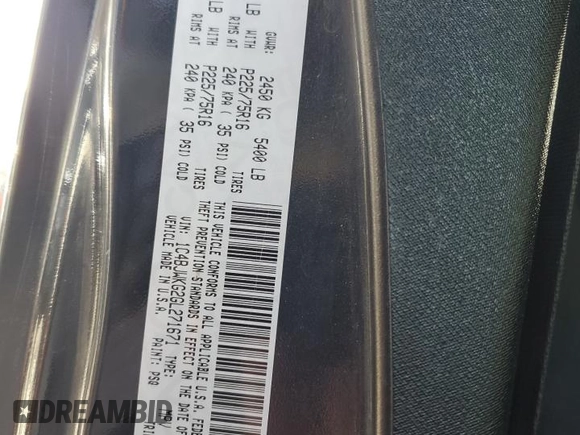 GVWR: 2450 KG 5400 LB
LB WITH P225/75R16 TIRES
RIMS AT 240 KPA ( 35 PSI) COLD
LB WITH P225/75R16 TIRES
RIMS AT 240 KPA ( 35 PSI) COLD
THIS VEHICLE CONFORMS TO ALL APPLICABLE U.S.A. FEDE
THEFT PREVENTION STANDARDS IN EFFECT ON THE DATE OF
VIN: 1C4BJWKG2GL271671 TYPE:
VEHICLE MADE IN U.S.A. PAINT: PS@
DREAMBID